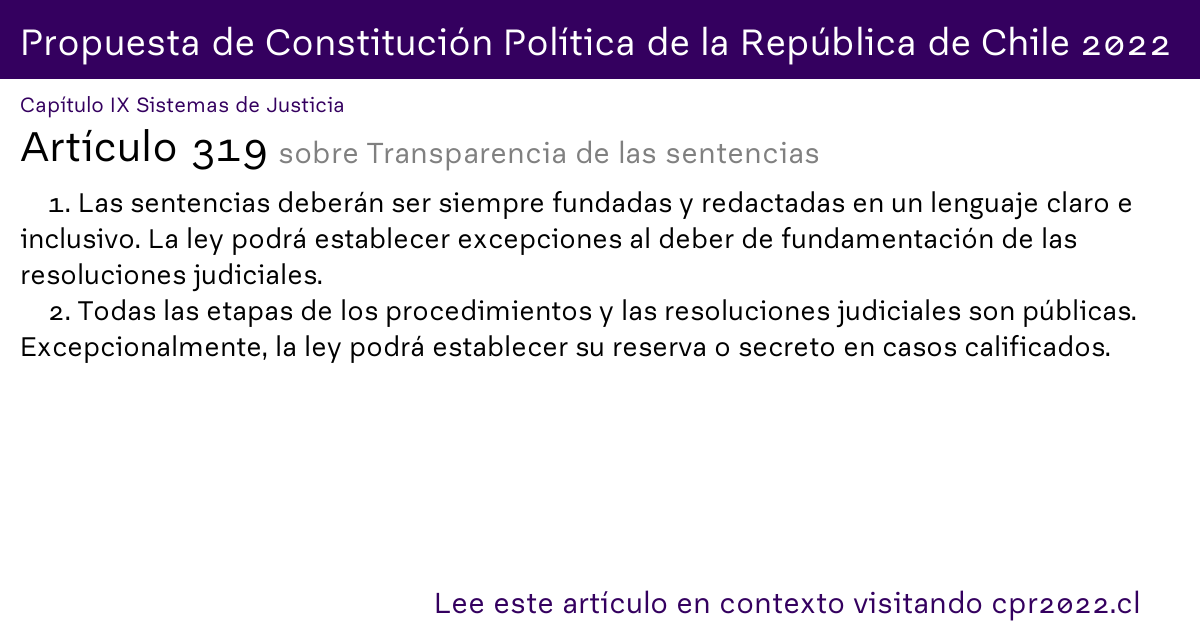 Propuesta de Constitución Política de la República de Chile 2022
Capítulo IX Sistemas de Justicia
Artículo 319 sobre Transparencia de las sentencias
1. Las sentencias deberán ser siempre fundadas y redactadas en un lenguaje claro e
inclusivo. La ley podrá establecer excepciones al deber de fundamentación de las
resoluciones judiciales.
2. Todas las etapas de los procedimientos y las resoluciones judiciales son públicas.
Excepcionalmente, la ley podrá establecer su reserva o secreto en casos calificados.
Lee este artículo en contexto visitando cpr2022.cl